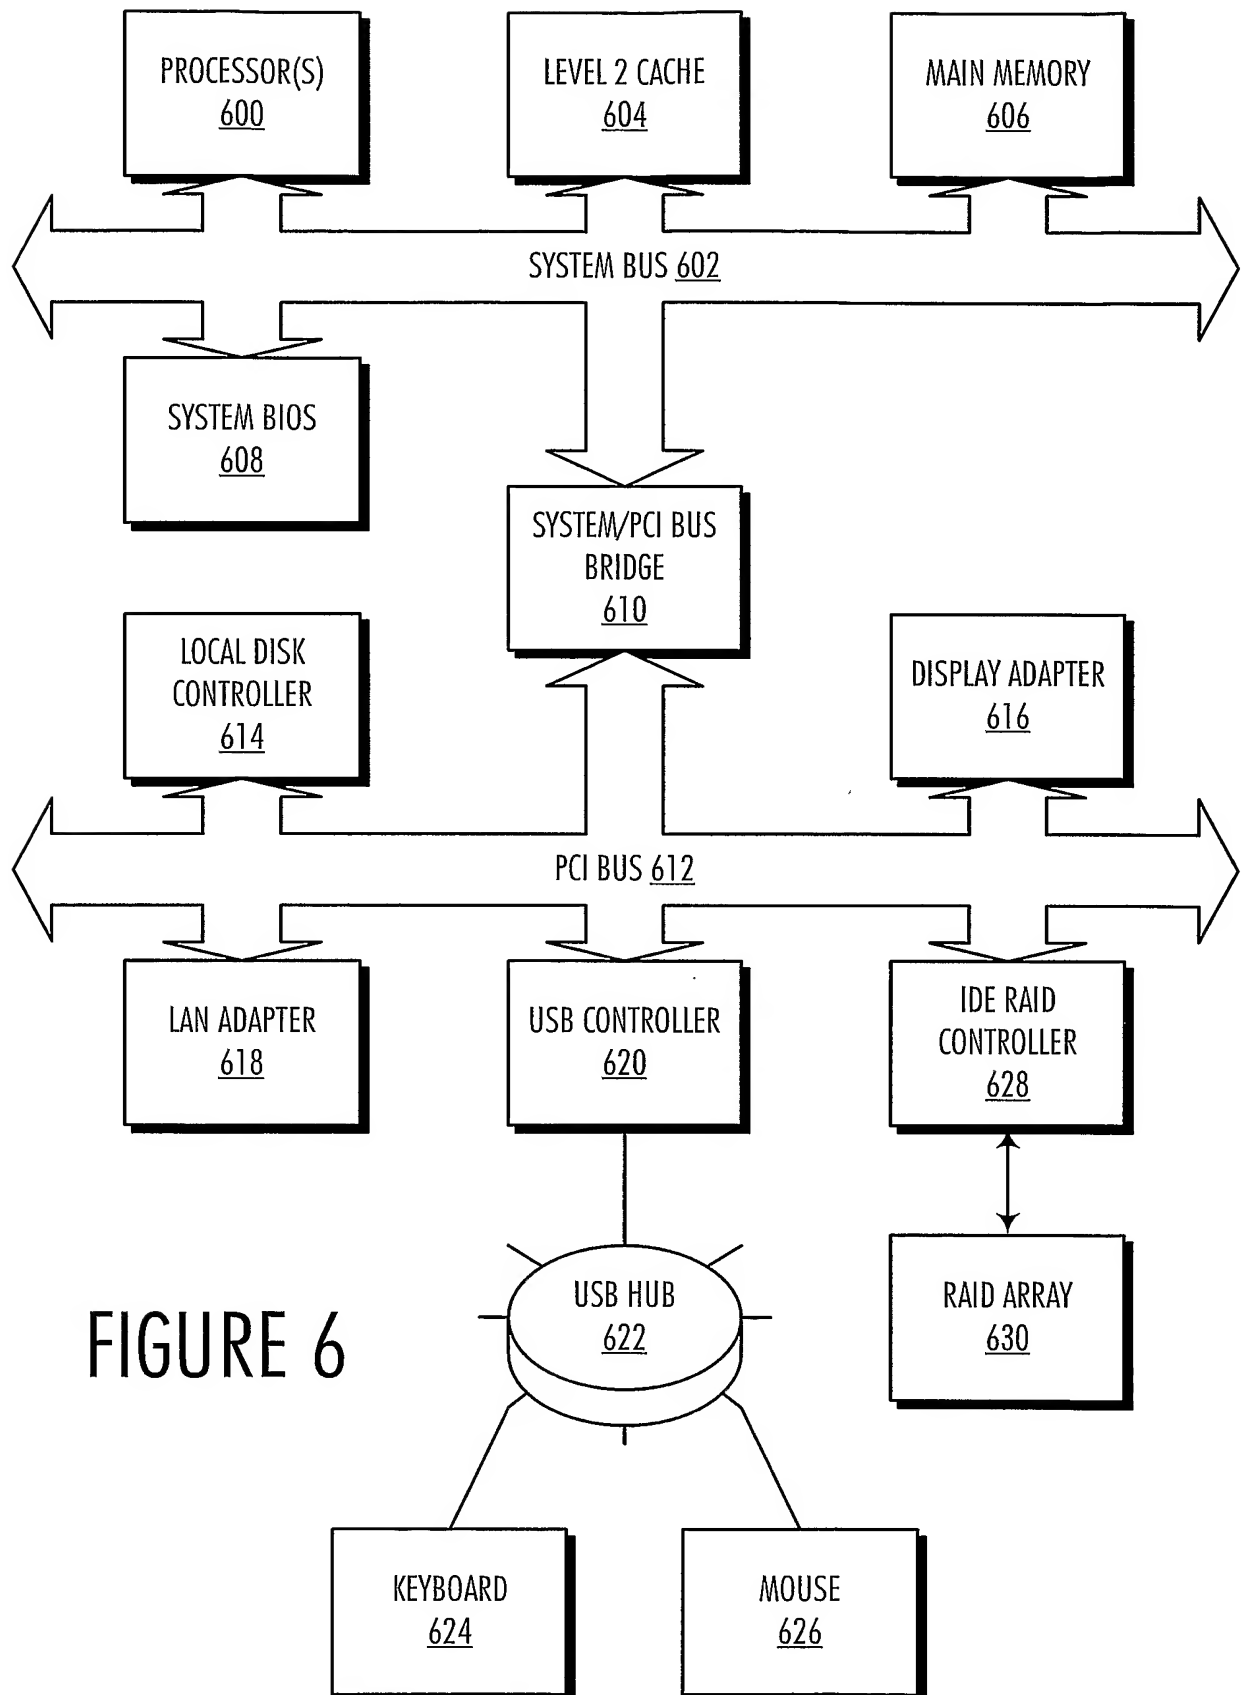 PROCESSOR(S)
600
LEVEL 2 CACHE
604
MAIN MEMORY
606
SYSTEM BUS 602
SYSTEM BIOS
608
SYSTEM/PCI BUS
BRIDGE
610
LOCAL DISK
CONTROLLER
614
DISPLAY ADAPTER
616
PCI BUS 612
LAN ADAPTER
618
USB CONTROLLER
620
IDE RAID
CONTROLLER
628
USB HUB
622
RAID ARRAY
630
FIGURE 6
KEYBOARD
624
MOUSE
626